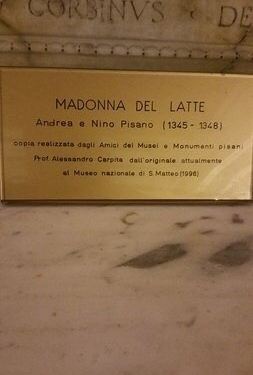 CORBINVS DE
MADONNA DEL LATTE
Andrea e Nino Pisano (1345 - 1348)
copia realizzata dagli Amici dei Musei e Monumenti pisani
Prof. Alessandro Carpita dall'originale attualmente
al Museo nazionale di S. Matteo (1996)